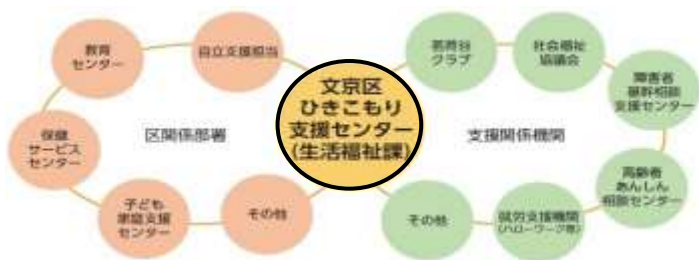 教育
センター
自立支援担当
保健
サービス
センター
区関係部署
子ども
家庭支援
センター
その他
文京区
ひきこもり
支援センター
(生活福祉課)
茗荷谷
クラブ
社会福祉
協議会
障害者
基幹相談
支援センター
支援関係機関
高齢者
あんしん
相談センター
就労支援機関
(ハローワーク等)
その他